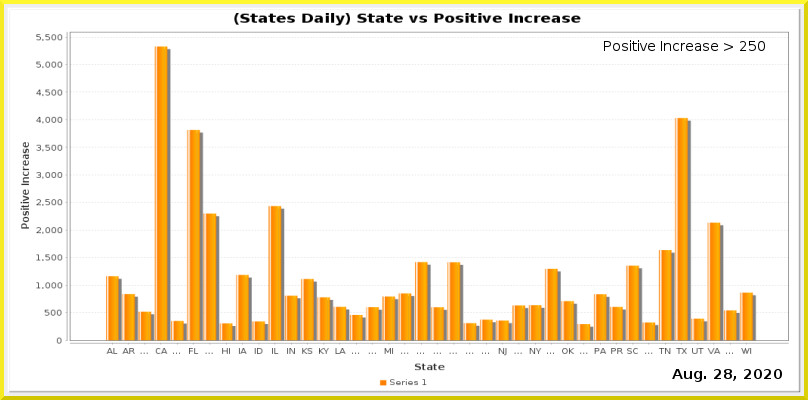 (States Daily) State vs Positive Increase
Positive Increase > 250
5,500
5,000
4,500
4,000
3,500
3,000
2,500
2,000
1,500
1,000
500
0
Positive Increase
AL AR ... CA ... FL ... HI IA ID IL IN KS KY LA ... ... MI ... ... ... ... ... ... NJ ... NY ... OK ... PA PR SC ... TN TX UT VA ... WI
State
Series 1
Aug. 28, 2020